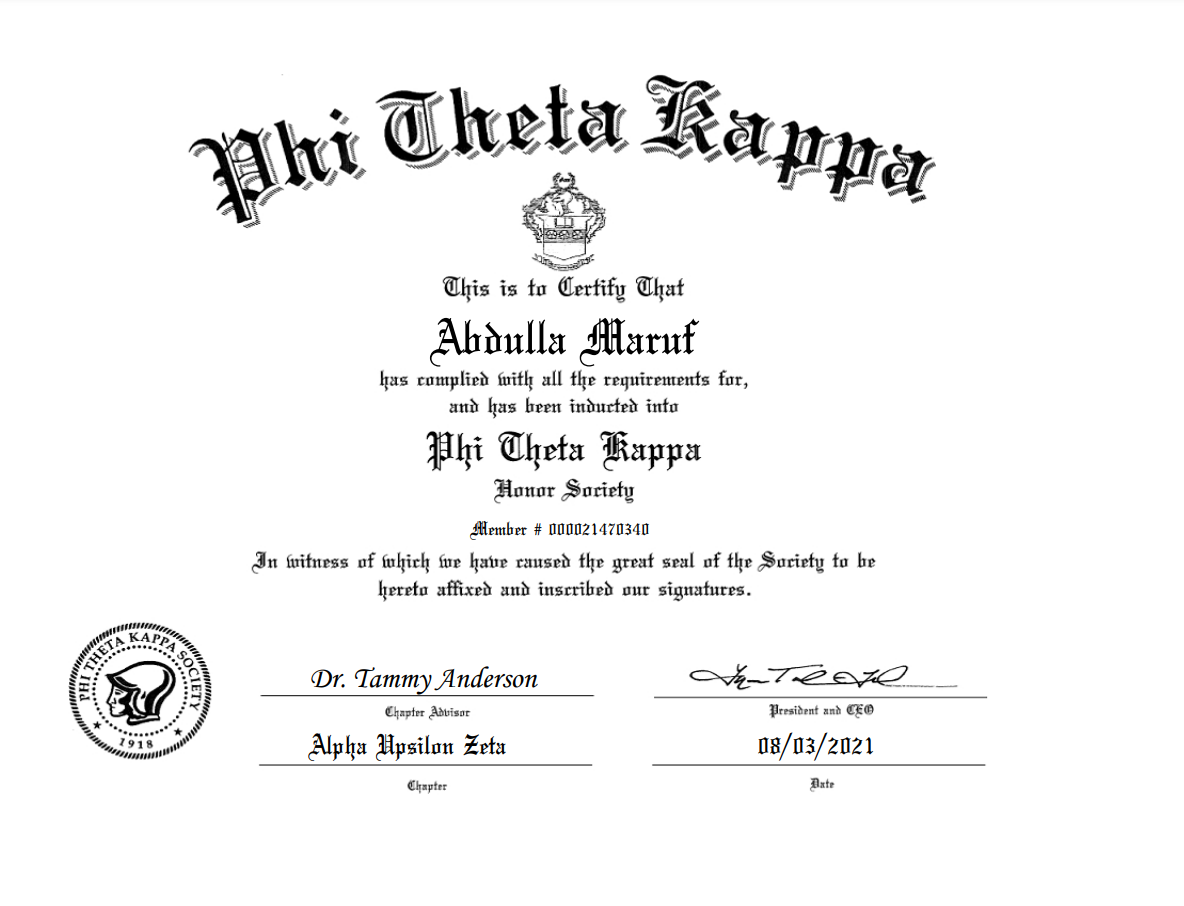 Phi Theta Kappa
This is to Certify That
Abdulla Maruf
has complied with all the requirements for,
and has been inducted into
Phi Theta Kappa
Honor Society
Member # 000021470340
In witness of which we have caused the great seal of the Society to be
hereto affixed and inscribed our signatures.
PHI THETA KAPPA SOCIETY
1918
Dr. Tammy Anderson
Chapter Advisor
President and CEO
Alpha Upsilon Zeta
08/03/2021
Chapter
Date